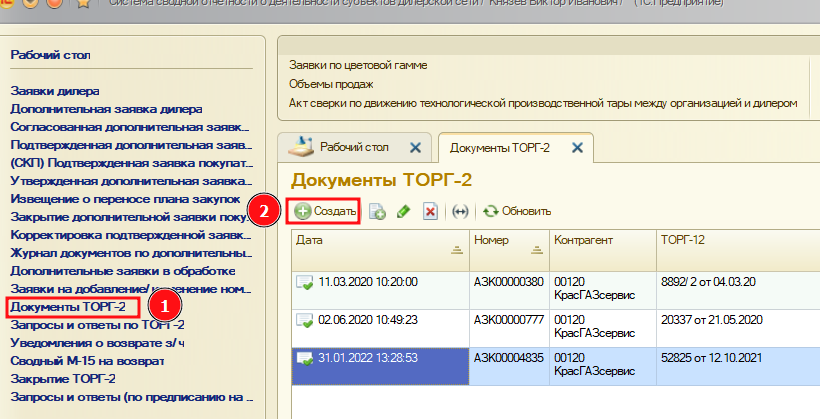 Система сводной отчетности о деятельности субъектов дилерской сети / Князев Виктор Иванович / (1С:Предприятие)
Рабочий стол
Заявки дилера
Дополнительная заявка дилера
Согласованная дополнительная заявк...
Подтвержденная дополнительная заяв...
(СКП) Подтвержденная заявка покупат...
Утвержденная дополнительная заявка...
Извещение о переносе плана закупок
Закрытие дополнительной заявки поку...
Корректировка подтвержденной заявк...
Журнал документов по дополнительны...
Дополнительные заявки в обработке
Заявки на добавление/ ном...
Документы ТОРГ-2
1
Запросы и ответы по ТОРГ-2
Уведомления о возврате з/ч
Сводный М-15 на возврат
Закрытие ТОРГ-2
Запросы и ответы (по предписанию на ...
Заявки по цветовой гамме
Объемы продаж
Акт сверки по движению технологической производственной тары между организацией и дилером
Рабочий стол
Документы ТОРГ-2
Документы ТОРГ-2
2
Создать
Обновить
Дата Номер Контрагент ТОРГ-12
11.03.2020 10:20:00 АЗК00000380 00120 8892/ 2 от 04.03.20
КрасГАЗсервис
02.06.2020 10:49:23 АЗК00000777 00120 20337 от 21.05.2020
КрасГАЗсервис
31.01.2022 13:28:53 АЗК00004835 00120 52825 от 12.10.2021
КрасГАЗсервис